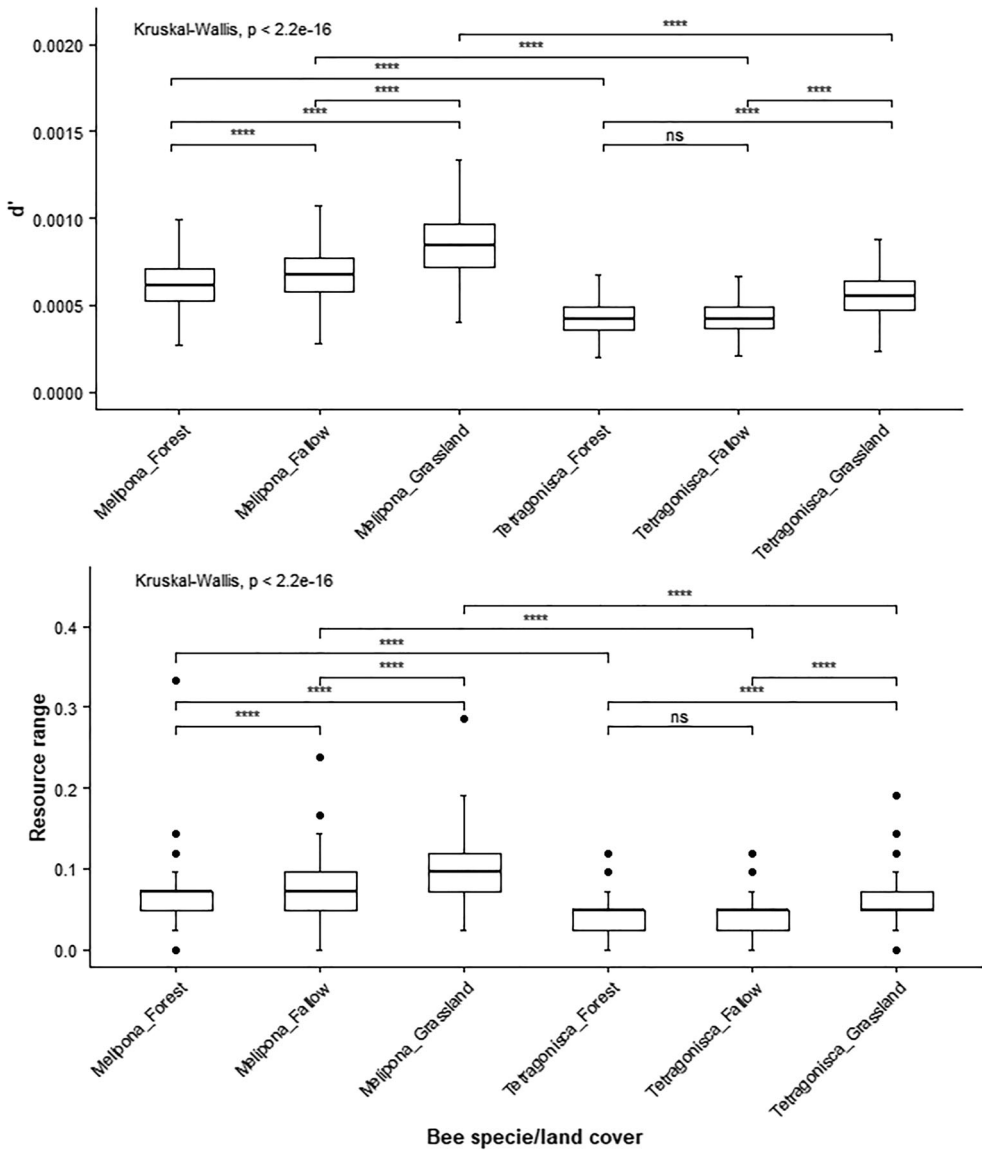 Kruskal-Wallis, p < 2.2e-16
****
****
****
****
****
****
****
****
ns
0.0020
0.0015
0.0010
0.0005
0.0000
d'
Melipona_Forest
Melipona_Fallow
Melipona_Grassland
Tetragonisca_Forest
Tetragonisca_Fallow
Tetragonisca_Grassland
Kruskal-Wallis, p < 2.2e-16
****
****
****
****
****
****
****
****
ns
0.4
0.3
0.2
0.1
0.0
Resource range
Melipona_Forest
Melipona_Fallow
Melipona_Grassland
Tetragonisca_Forest
Tetragonisca_Fallow
Tetragonisca_Grassland
Bee specie/land cover